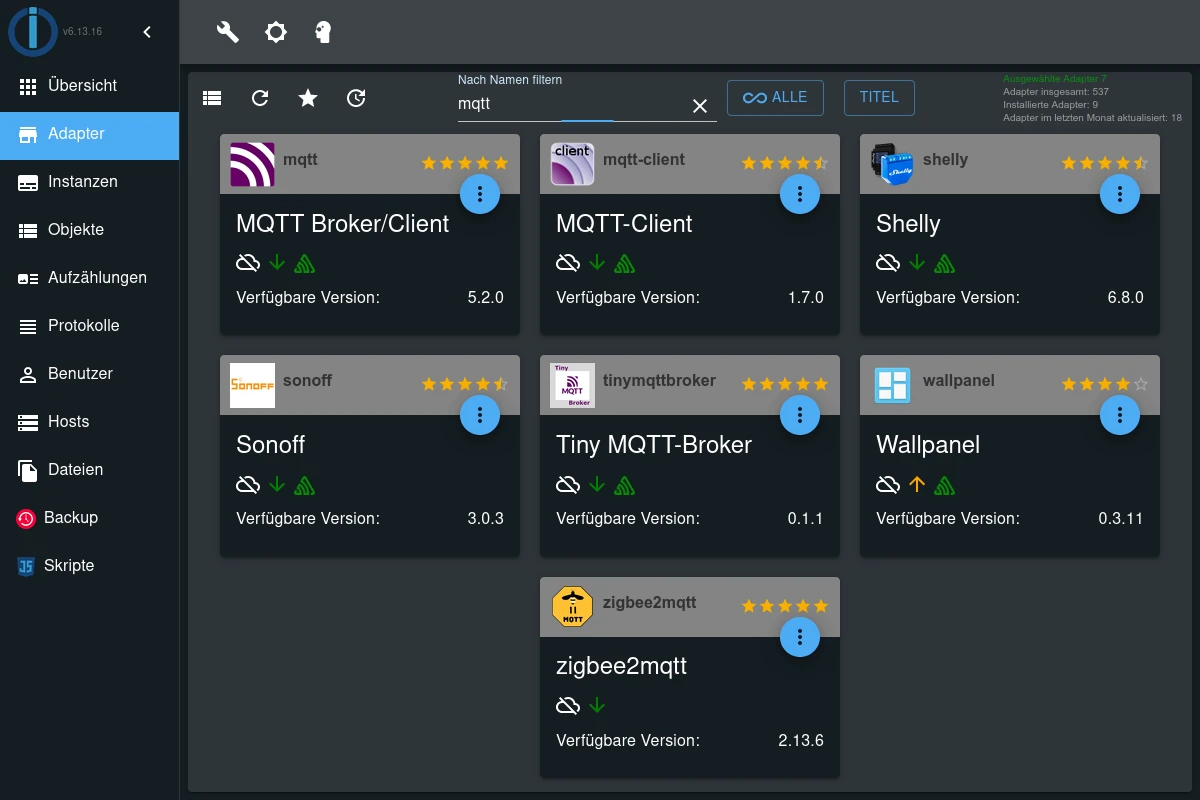 v6.13.16
Übersicht
Adapter
Instanzen
Objekte
Aufzählungen
Protokolle
Benutzer
Hosts
Dateien
Backup
JS Skripte
Nach Namen filtern
mqtt
ALLE
TITEL
Ausgewählte Adapter 7
Adapter insgesamt: 537
Installierte Adapter: 9
Adapter im letzten Monat aktualisiert: 18
mqtt
MQTT Broker/Client
Verfügbare Version: 5.2.0
client
mqtt-client
MQTT-Client
Verfügbare Version: 1.7.0
Shelly
shelly
Shelly
Verfügbare Version: 6.8.0
SONOFF
sonoff
Sonoff
Verfügbare Version: 3.0.3
Tiny
MQTT
Broker
tinymqttbroker
Tiny MQTT-Broker
Verfügbare Version: 0.1.1
wallpanel
Wallpanel
Verfügbare Version: 0.3.11
MQTT
zigbee2mqtt
zigbee2mqtt
Verfügbare Version: 2.13.6